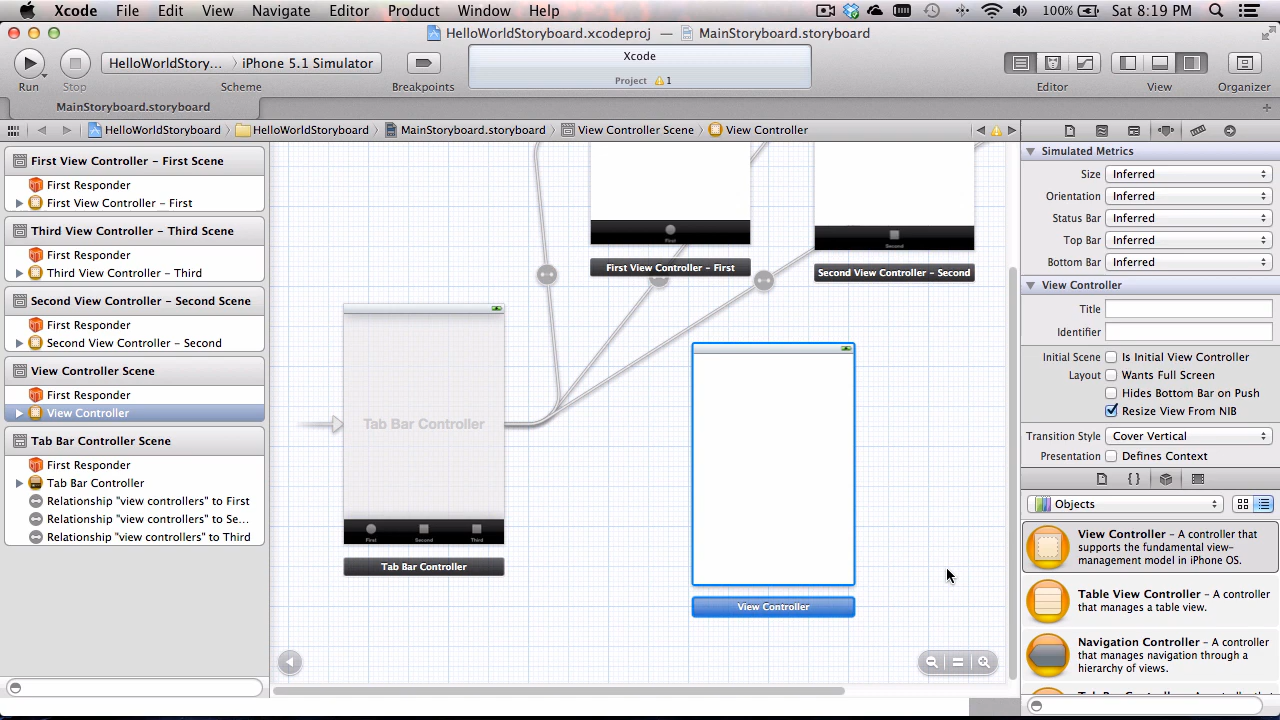 Xcode File Edit View Navigate Editor Product Window Help 100% Sat 8:19 PM
HelloWorldStoryboard.xcodeproj — MainStoryboard.storyboard
HelloWorldStory... iPhone 5.1 Simulator
Xcode
Project 1
Run Stop Scheme Breakpoints Editor View Organizer
MainStoryboard.storyboard
HelloWorldStoryboard HelloWorldStoryboard MainStoryboard.storyboard View Controller Scene View Controller
First View Controller – First Scene
First Responder
First View Controller – First
Third View Controller – Third Scene
First Responder
Third View Controller – Third
Second View Controller – Second Scene
First Responder
Second View Controller – Second
View Controller Scene
First Responder
View Controller
Tab Bar Controller Scene
First Responder
Tab Bar Controller
Relationship "view controllers" to First
Relationship "view controllers" to Se...
Relationship "view controllers" to Third
First
Second
First View Controller – First
Second View Controller – Second
Tab Bar Controller
First Second Third
Tab Bar Controller
View Controller
Simulated Metrics
Size Inferred
Orientation Inferred
Status Bar Inferred
Top Bar Inferred
Bottom Bar Inferred
View Controller
Title
Identifier
Initial Scene Is Initial View Controller
Layout Wants Full Screen
Hides Bottom Bar on Push
Resize View From NIB
Transition Style Cover Vertical
Presentation Defines Context
{}
Objects
View Controller – A controller that
supports the fundamental view–
management model in iPhone OS.
Table View Controller – A controller
that manages a table view.
Navigation Controller – A controller
that manages navigation through a
hierarchy of views.